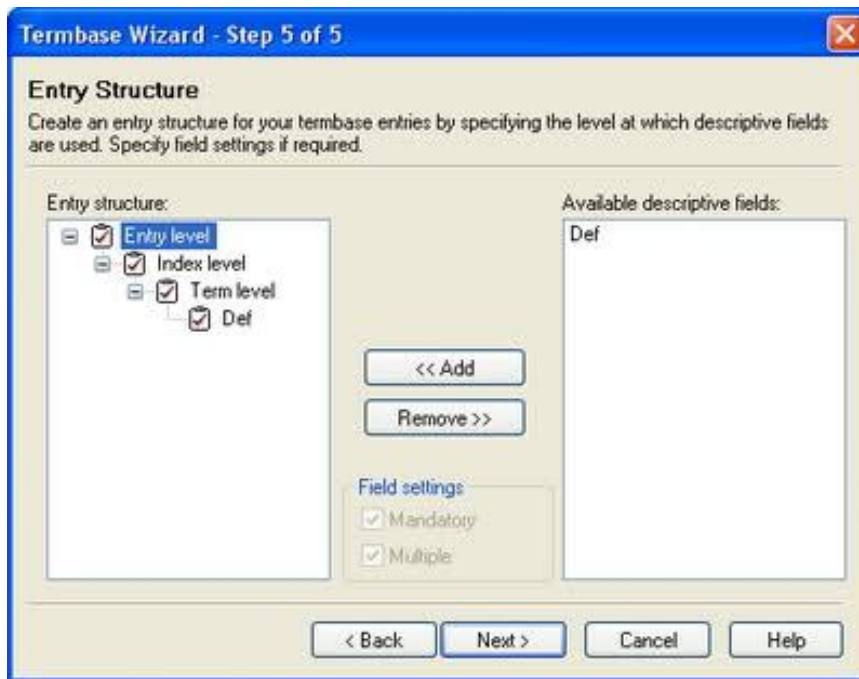 Termbase Wizard - Step 5 of 5
Entry Structure
Create an entry structure for your termbase entries by specifying the level at which descriptive fields
are used. Specify field settings if required.
Entry structure:
Entry level
Index level
Term level
Def
<< Add
Remove >>
Field settings
Mandatory
Multiple
Available descriptive fields:
Def
< Back
Next >
Cancel
Help